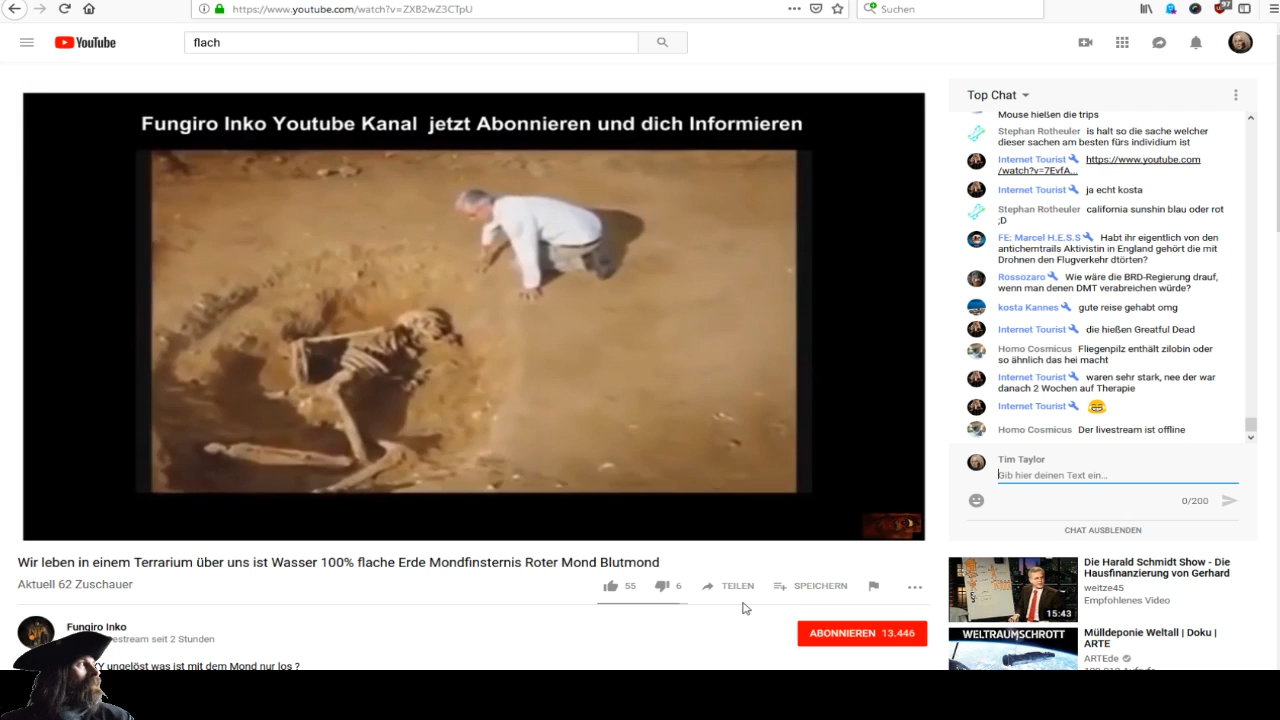 https://www.youtube.com/watch?v=ZXB2wZ3CTpU
Suchen
97
YouTube
flach
Fungiro Inko Youtube Kanal jetzt Abonnieren und dich Informieren
Top Chat
Mouse hießen die trips
Stephan Rotheuler is halt so die sache welcher
dieser sachen am besten fürs individium ist
Internet Tourist https://www.youtube.com
/watch?v=7EvfA...
Internet Tourist ja echt kosta
Stephan Rotheuler california sunshin blau oder rot
;D
FE: Marcel H.E.S.S Habt ihr eigentlich von den
antichemtrails Aktivistin in England gehört die mit
Drohnen den Flugverkehr dtörten?
Rossozaro Wie wäre die BRD-Regierung drauf,
wenn man denen DMT verabreichen würde?
kosta Kannes gute reise gehabt omg
Internet Tourist die hießen Greatful Dead
Homo Cosmicus Fliegenpilz enthält zilobin oder
so ähnlich das hei macht
Internet Tourist waren sehr stark, nee der war
danach 2 Wochen auf Therapie
Internet Tourist 😂
Homo Cosmicus Der livestream ist offline
Tim Taylor
Gib hier deinen Text ein...
0/200
CHAT AUSBLENDEN
Wir leben in einem Terrarium über uns ist Wasser 100% flache Erde Mondfinsternis Roter Mond Blutmond
Aktuell 62 Zuschauer
55
6
TEILEN
SPEICHERN
Fungiro Inko
estream seit 2 Stunden
ABONNIEREN 13.446
Y ungelöst was ist mit dem Mond nur los ?
Die Harald Schmidt Show - Die
Hausfinanzierung von Gerhard
weitze45
Empfohlenes Video
15:43
WELTRAUMSCHROTT
Mülldeponie Weltall | Doku |
ARTE
ARTEde